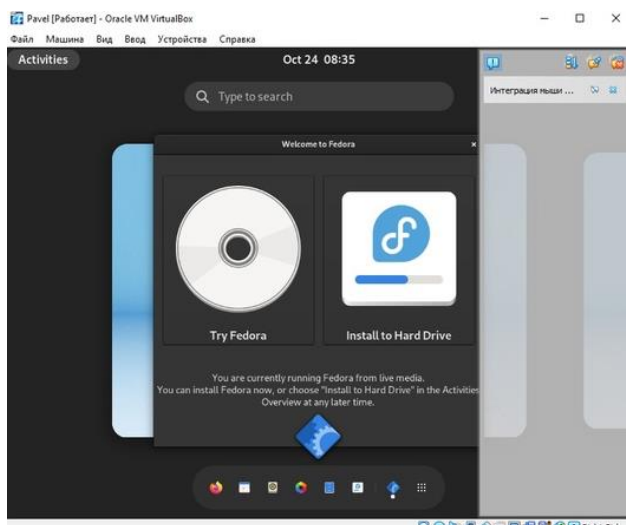 Pavel [Работает] - Oracle VM VirtualBox
Файл Машина Вид Ввод Устройства Справка
Activities
Oct 24 08:35
Type to search
Интеграция мыши ...
Welcome to Fedora
Try Fedora
Install to Hard Drive
You are currently running Fedora from live media.
You can install Fedora now, or choose "Install to Hard Drive" in the Activities
Overview at any later time.